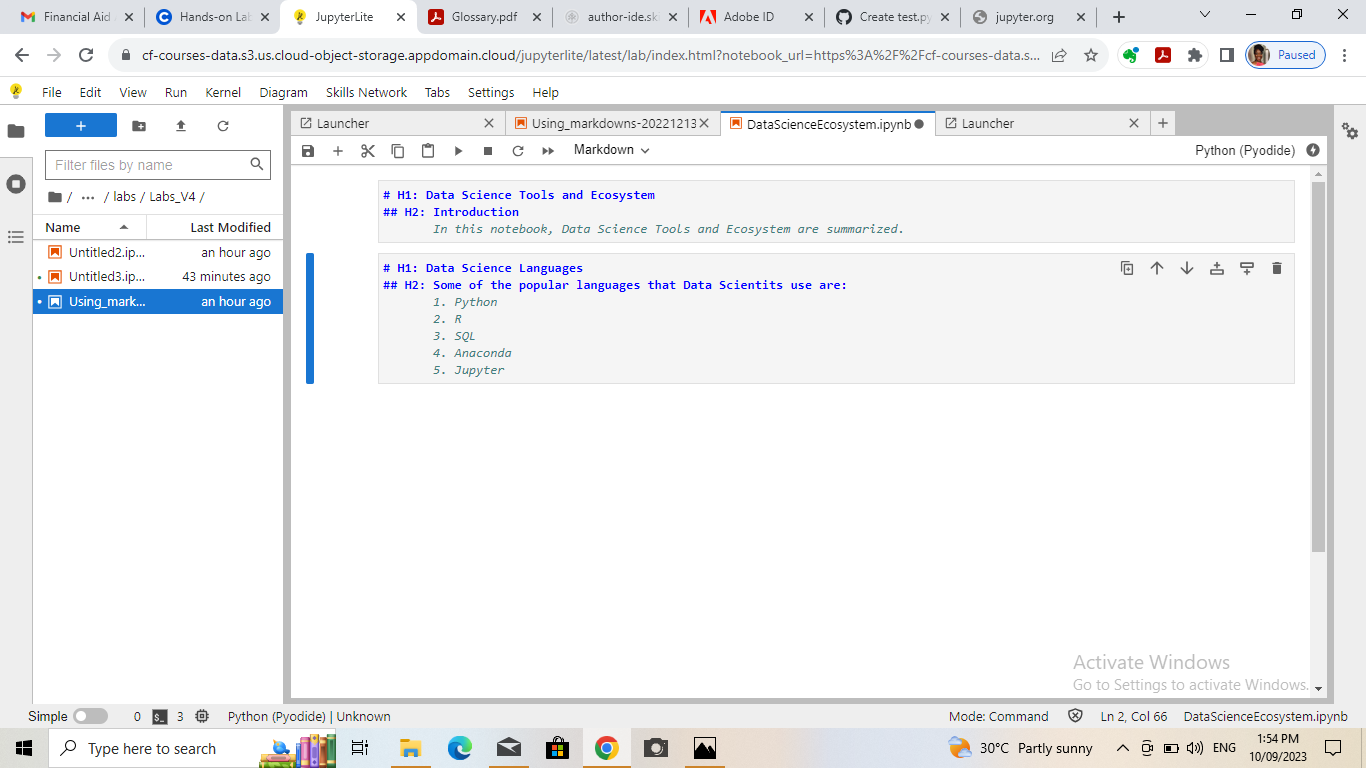 Financial Aid
Hands-on Lab
JupyterLite
Glossary.pdf
author-ide.ski
Adobe ID
Create test.py
jupyter.org
cf-courses-data.s3.us.cloud-object-storage.appdomain.cloud/jupyterlite/latest/lab/index.html?notebook_url=https%3A%2F%2Fcf-courses-data.s...
Paused
File Edit View Run Kernel Diagram Skills Network Tabs Settings Help
Filter files by name
/ ... / labs / Labs_V4 /
Name Last Modified
Untitled2.ip... an hour ago
Untitled3.ip... 43 minutes ago
Using_mark... an hour ago
Launcher
Using_markdowns-20221213
DataScienceEcosystem.ipynb
Launcher
Markdown
Python (Pyodide)
# H1: Data Science Tools and Ecosystem
## H2: Introduction
In this notebook, Data Science Tools and Ecosystem are summarized.
# H1: Data Science Languages
## H2: Some of the popular languages that Data Scientits use are:
1. Python
2. R
3. SQL
4. Anaconda
5. Jupyter
Activate Windows
Go to Settings to activate Windows.
Simple 0 $_ 3 Python (Pyodide) | Unknown
Mode: Command Ln 2, Col 66 DataScienceEcosystem.ipynb
Type here to search
30°C Partly sunny
ENG
1:54 PM
10/09/2023